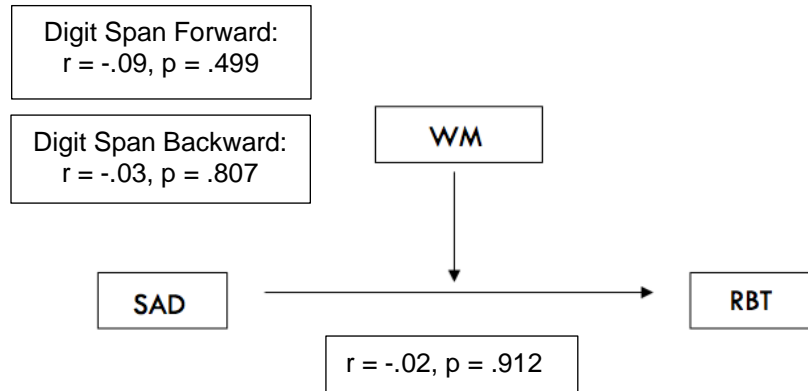 Digit Span Forward:
r = -.09, p = .499
Digit Span Backward:
r = -.03, p = .807
WM
SAD
RBT
r = -.02, p = .912